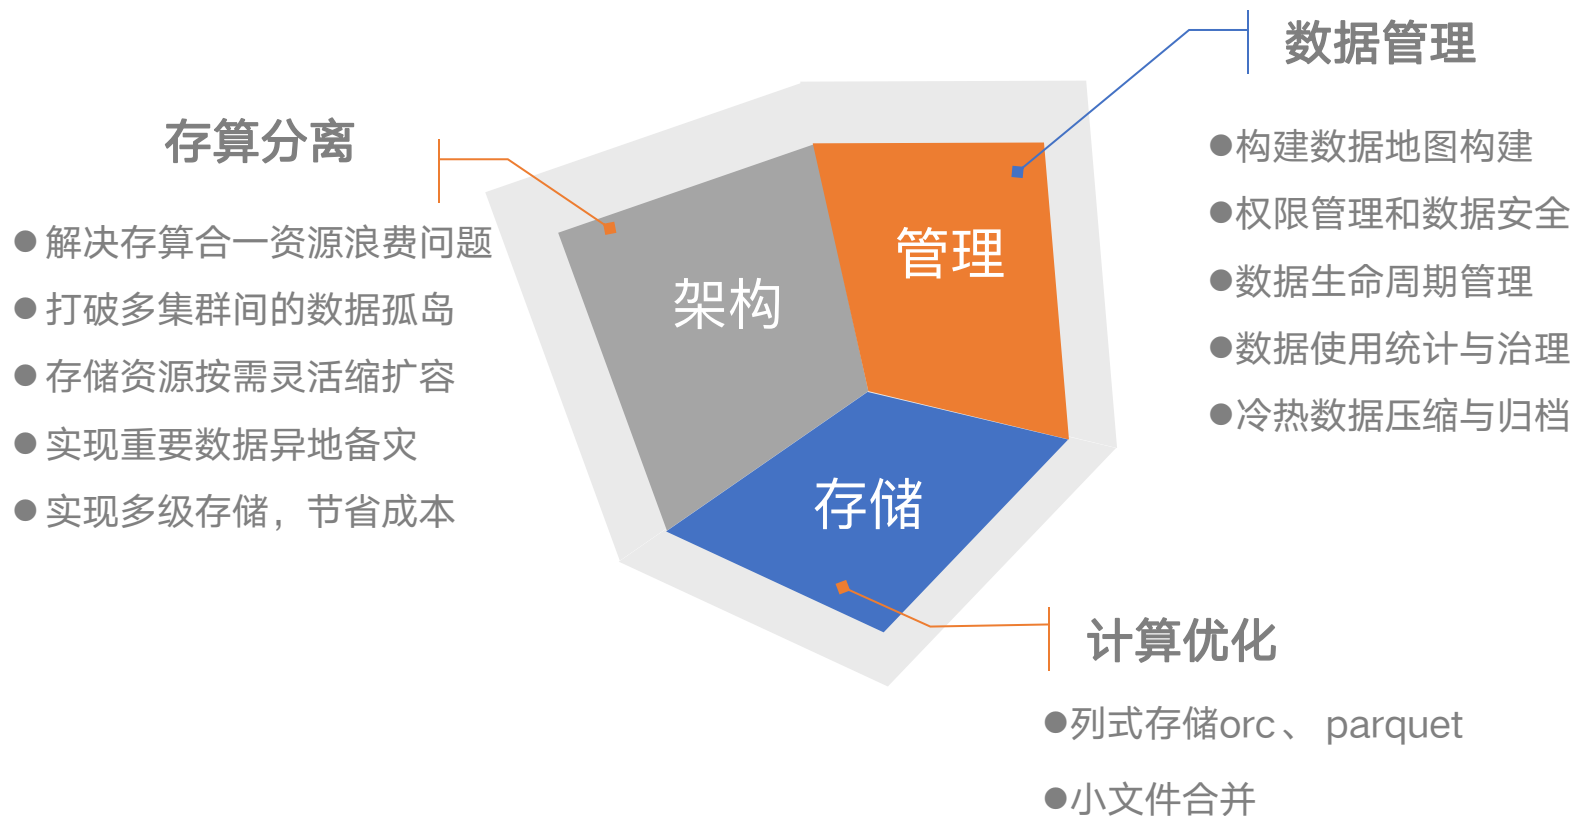 存算分离
●解决存算合一资源浪费问题
●打破多集群间的数据孤岛
●存储资源按需灵活缩扩容
●实现重要数据异地备灾
●实现多级存储，节省成本
架构
管理
存储
数据管理
●构建数据地图构建
●权限管理和数据安全
●数据生命周期管理
●数据使用统计与治理
●冷热数据压缩与归档
计算优化
●列式存储orc、 parquet
●小文件合并